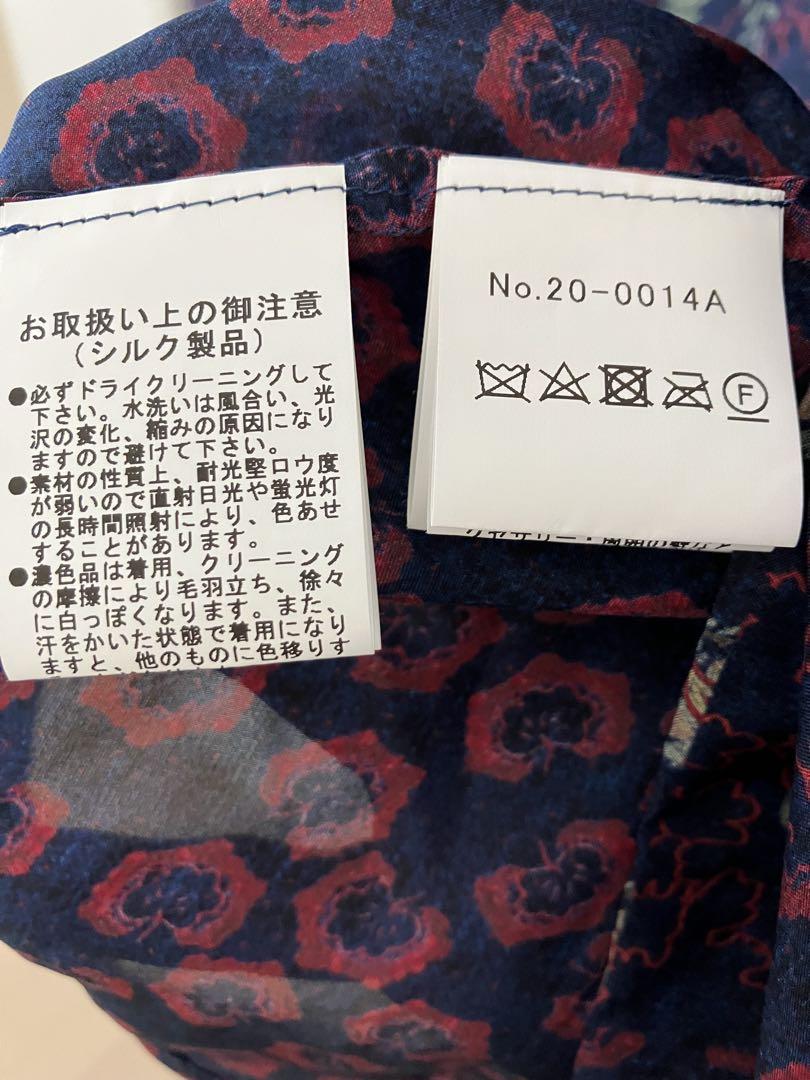 お取扱い上の御注意
(シルク製品)
●必ずドライクリーニングして
下さい。水洗いは風合い、光
沢の変化、縮みの原因になり
ますので避けて下さい。
●素材の性質上、耐光堅ロウ度
が弱いので直射日光や蛍光灯
の長時間照射により、色あせ
することがあります。
●濃色品は着用、クリーニング
の摩擦により毛羽立ち、徐々
に白っぽくなります。また、
汗をかいた状態で着用になり
ますと、他のものに色移りす
No.20-0014A
F